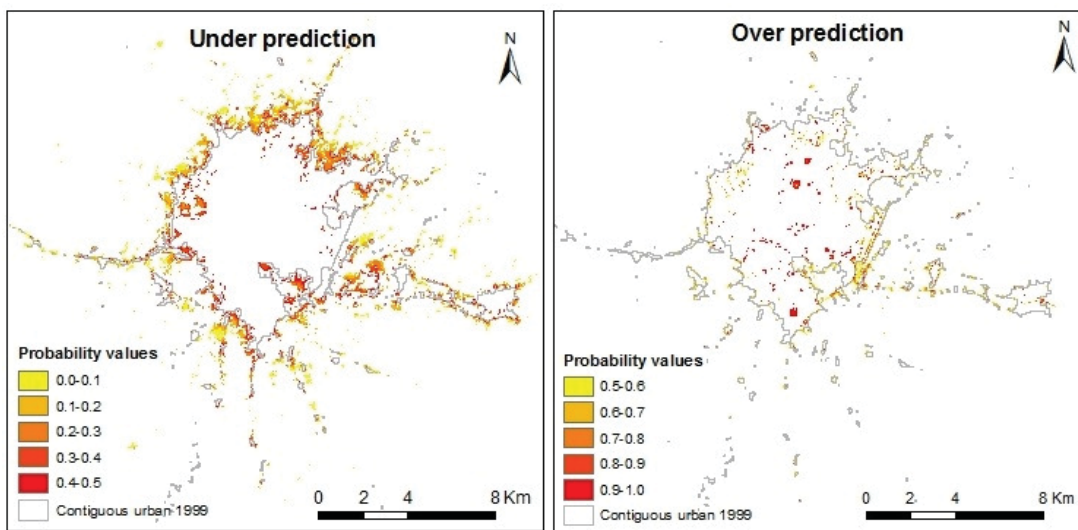 Under prediction
N
Probability values
0.0-0.1
0.1-0.2
0.2-0.3
0.3-0.4
0.4-0.5
Contiguous urban 1999
0 2 4 8 Km
Over prediction
N
Probability values
0.5-0.6
0.6-0.7
0.7-0.8
0.8-0.9
0.9-1.0
Contiguous urban 1999
0 2 4 8 Km